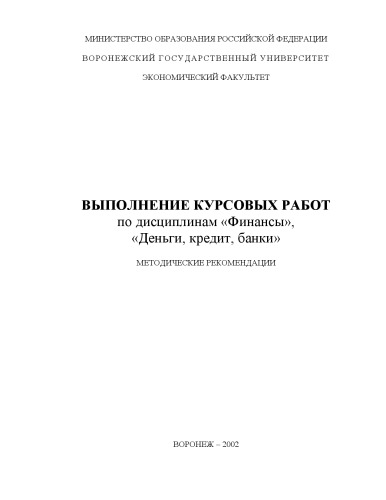 МИНИСТЕРСТВО ОБРАЗОВАНИЯ РОССИЙСКОЙ ФЕДЕРАЦИИ
ВОРОНЕЖСКИЙ ГОСУДАРСТВЕННЫЙ УНИВЕРСИТЕТ
ЭКОНОМИЧЕСКИЙ ФАКУЛЬТЕТ
ВЫПОЛНЕНИЕ КУРСОВЫХ РАБОТ
по дисциплинам «Финансы»,
«Деньги, кредит, банки»
МЕТОДИЧЕСКИЕ РЕКОМЕНДАЦИИ
ВОРОНЕЖ – 2002